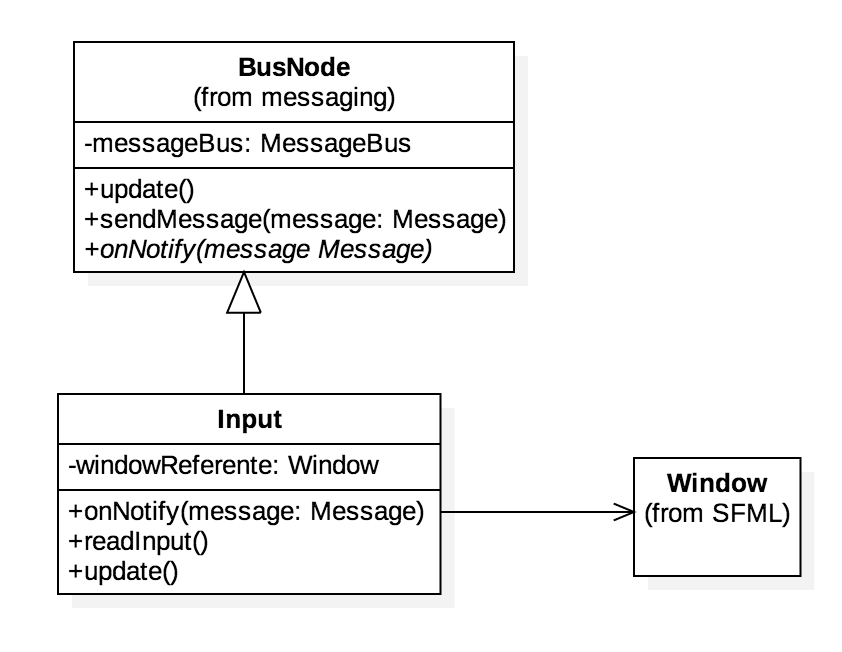 BusNode
(from messaging)
-messageBus: MessageBus
+update()
+sendMessage(message: Message)
+onNotify(message Message)
Input
-windowReferente: Window
+onNotify(message: Message)
+readInput()
+update()
Window
(from SFML)